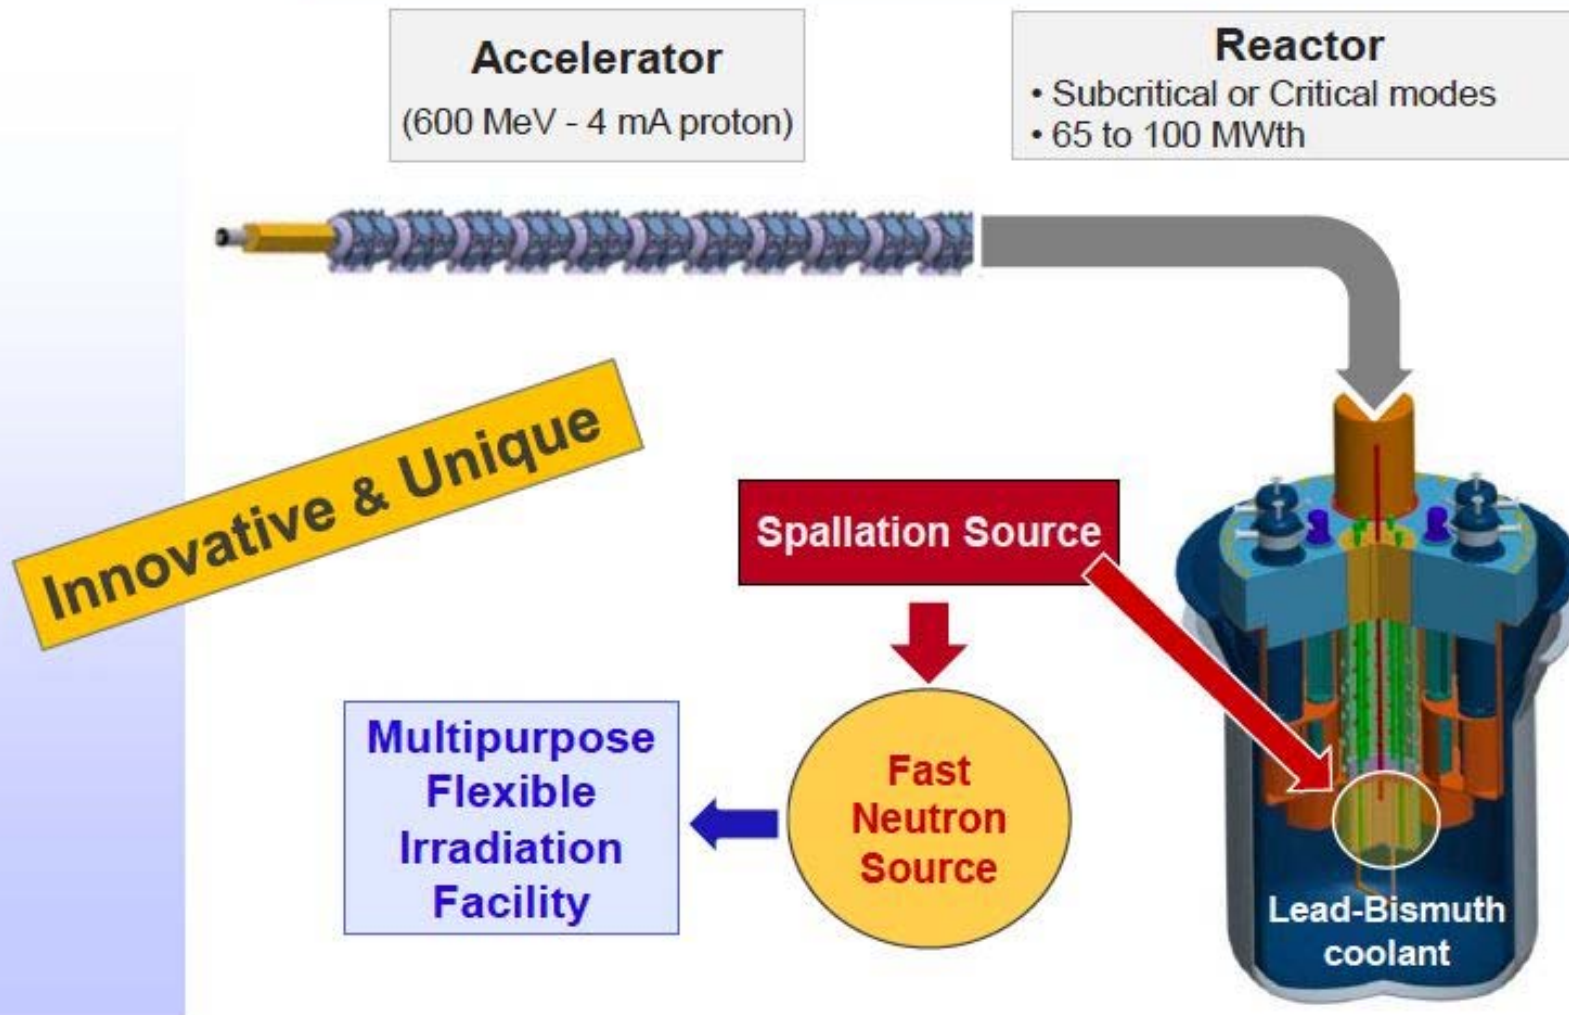 Accelerator
(600 MeV - 4 mA proton)
Reactor
• Subcritical or Critical modes
• 65 to 100 MWth
Innovative & Unique
Spallation Source
Fast
Neutron
Source
Multipurpose
Flexible
Irradiation
Facility
Lead-Bismuth
coolant